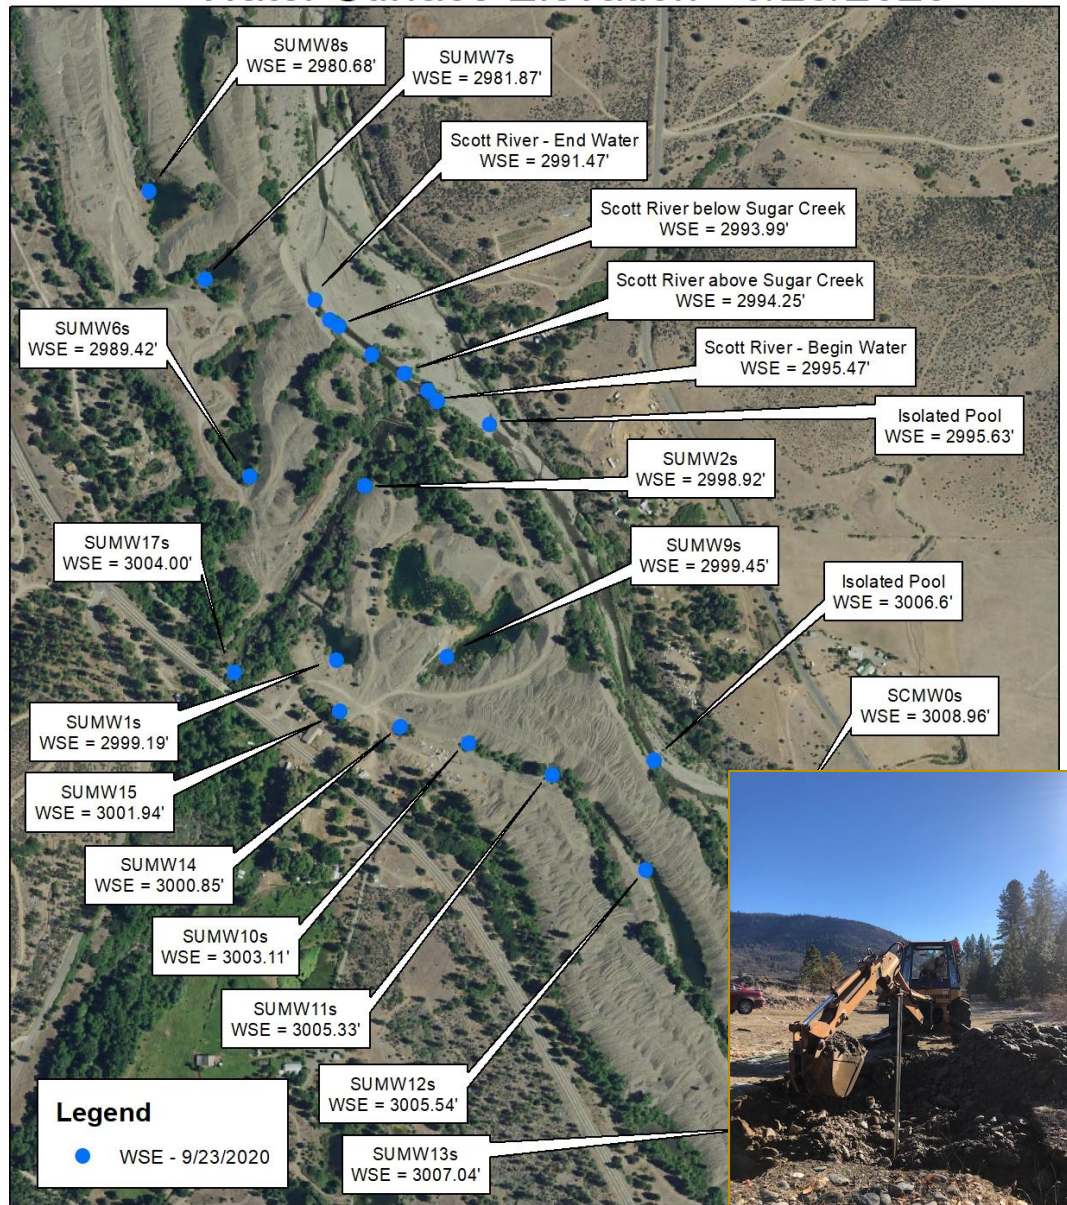 SUMW8s
WSE = 2980.68'
SUMW7s
WSE = 2981.87'
Scott River - End Water
WSE = 2991.47'
Scott River below Sugar Creek
WSE = 2993.99'
Scott River above Sugar Creek
WSE = 2994.25'
SUMW6s
WSE = 2989.42'
Scott River - Begin Water
WSE = 2995.47'
Isolated Pool
WSE = 2995.63'
SUMW2s
WSE = 2998.92'
SUMW17s
WSE = 3004.00'
SUMW9s
WSE = 2999.45'
Isolated Pool
WSE = 3006.6'
SCMW0s
WSE = 3008.96'
SUMW1s
WSE = 2999.19'
SUMW15
WSE = 3001.94'
SUMW14
WSE = 3000.85'
SUMW10s
WSE = 3003.11'
SUMW11s
WSE = 3005.33'
SUMW12s
WSE = 3005.54'
SUMW13s
WSE = 3007.04'
Legend
WSE - 9/23/2020